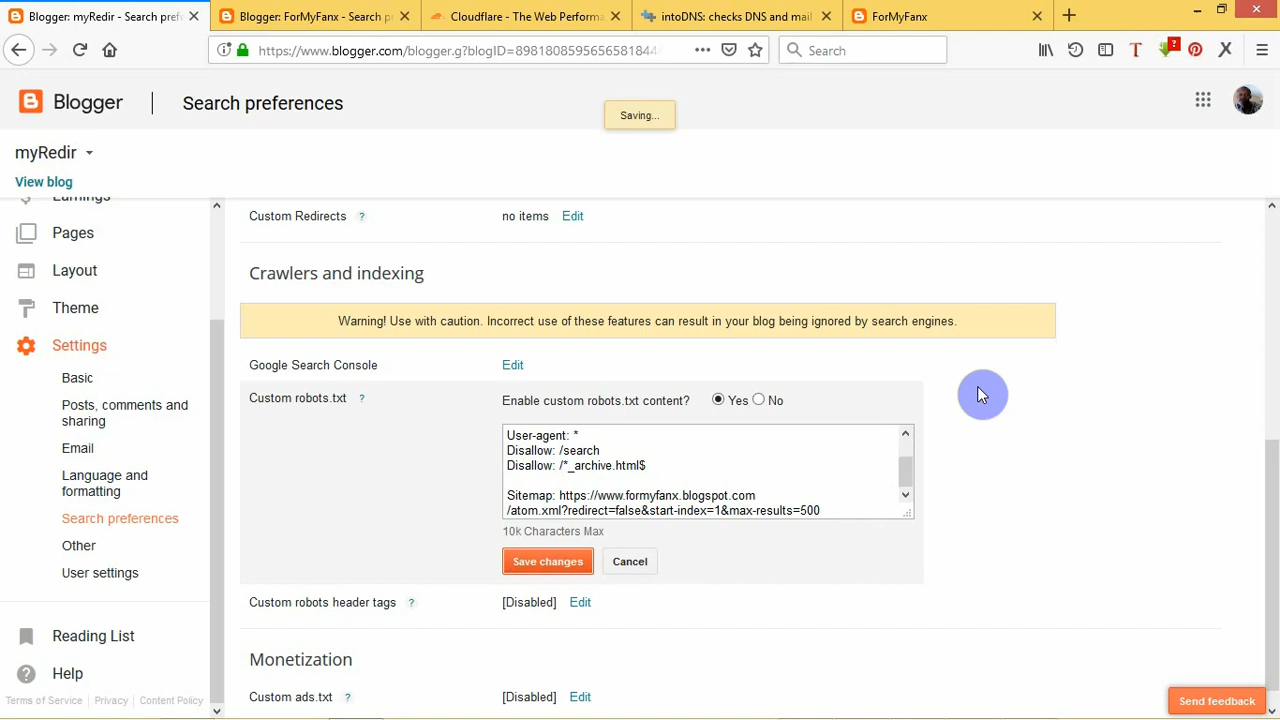 Blogger: myRedir - Search pref
Blogger: ForMyFanx - Search p
Cloudflare - The Web Performa
intoDNS: checks DNS and mail
ForMyFanx
https://www.blogger.com/blogger.g?blogID=898180859565658184
Search
Blogger
Search preferences
Saving...
myRedir
View blog
Earnings
Pages
Layout
Theme
Settings
Basic
Posts, comments and
sharing
Email
Language and
formatting
Search preferences
Other
User settings
Reading List
Help
Terms of Service | Privacy | Content Policy
Custom Redirects ? no items Edit
Crawlers and indexing
Warning! Use with caution. Incorrect use of these features can result in your blog being ignored by search engines.
Google Search Console Edit
Custom robots.txt ? Enable custom robots.txt content? Yes No
User-agent: *
Disallow: /search
Disallow: /*_archive.html$
Sitemap: https://www.formyfanx.blogspot.com
/atom.xml?redirect=false&start-index=1&max-results=500
10k Characters Max
Save changes Cancel
Custom robots header tags ? [Disabled] Edit
Monetization
Custom ads.txt ? [Disabled] Edit
Send feedback